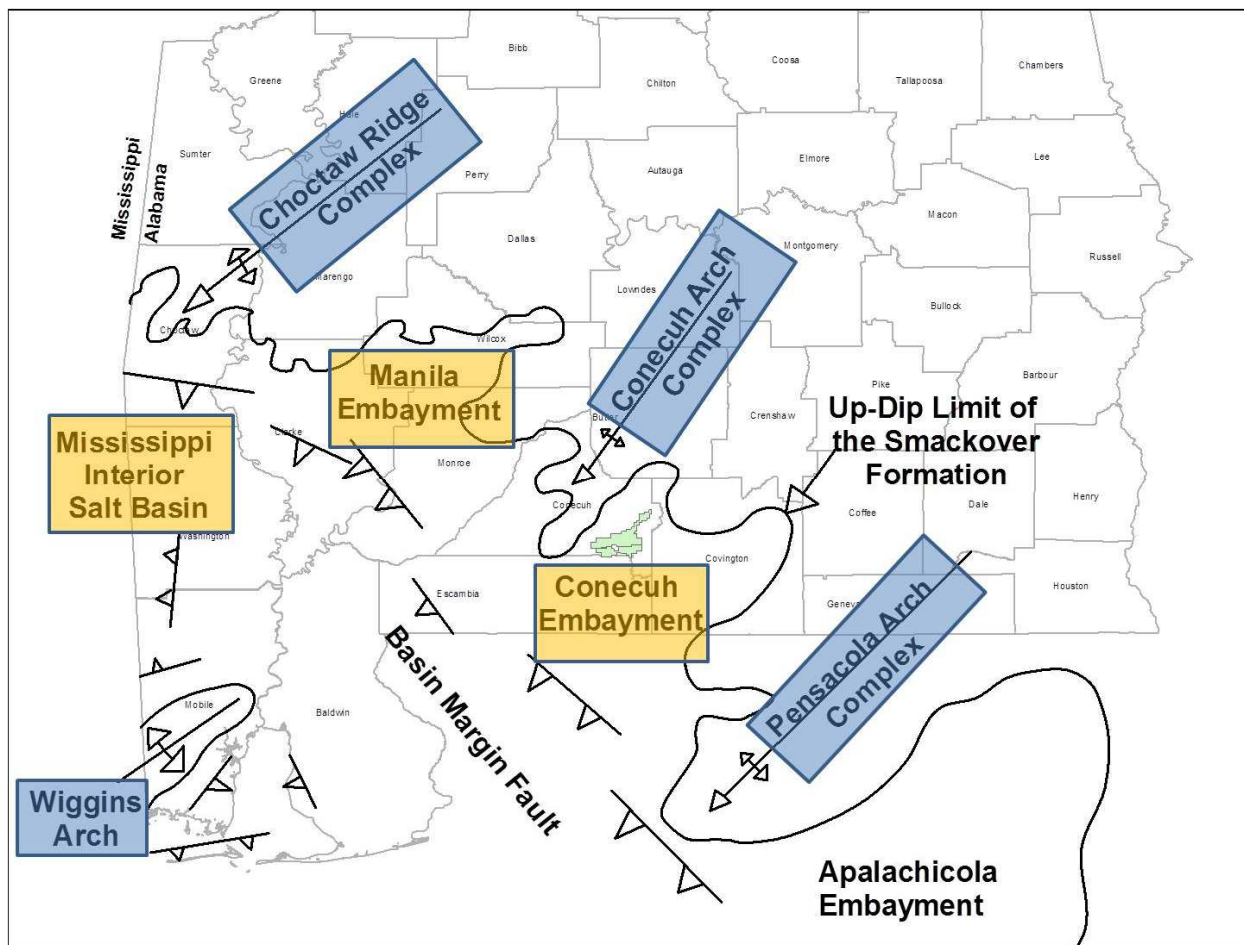 Bibb
Coosa
Chambers
Greene
Chilton
Tallapoosa
Hale
Choctaw Ridge
Complex
Sumter
Mississippi
Alabama
Perry
Autauga
Elmore
Lee
Macon
Dallas
Montgomery
Russell
Marengo
Lowndes
Conecuh Arch
Complex
Bullock
Choctaw
Wilcox
Manila
Embayment
Pike
Barbour
Butler
Crenshaw
Up-Dip Limit of
the Smackover
Formation
Mississippi
Interior
Salt Basin
Clarke
Monroe
Conecuh
Coffee
Dale
Henry
Washington
Covington
Escambia
Conecuh
Embayment
Geneva
Houston
Pensacola Arch
Complex
Basin Margin Fault
Mobile
Baldwin
Wiggins
Arch
Apalachicola
Embayment